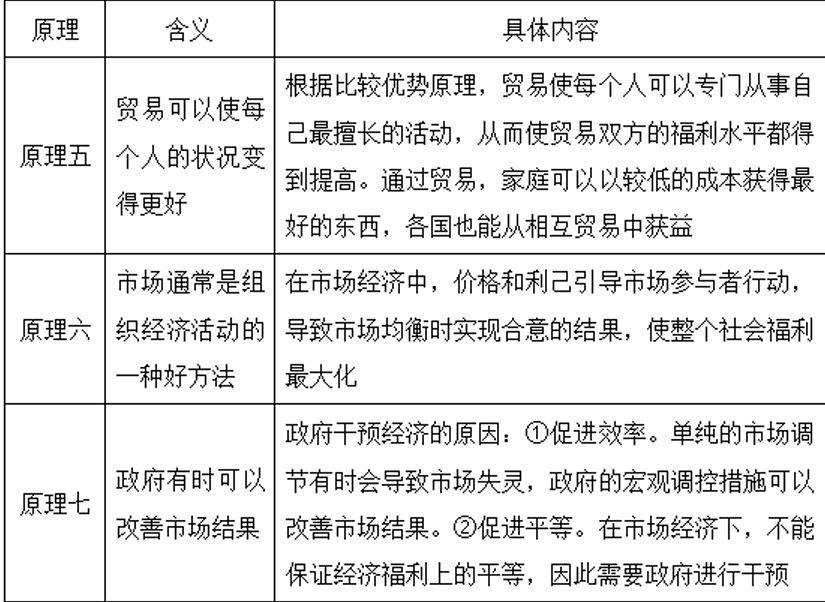 原理 含义 具体内容
原理五
贸易可以使每
个人的状况变
得更好
根据比较优势原理，贸易使每个人可以专门从事自
己最擅长的活动，从而使贸易双方的福利水平都得
到提高。通过贸易，家庭可以以较低的成本获得最
好的东西，各国也能从相互贸易中获益
原理六
市场通常是组
织经济活动的
一种好方法
在市场经济中，价格和利己引导市场参与者行动，
导致市场均衡时实现合意的结果，使整个社会福利
最大化
原理七
政府有时可以
改善市场结果
政府干预经济的原因：①促进效率。单纯的市场调
节有时会导致市场失灵，政府的宏观调控措施可以
改善市场结果。②促进平等。在市场经济下，不能
保证经济福利上的平等，因此需要政府进行干预